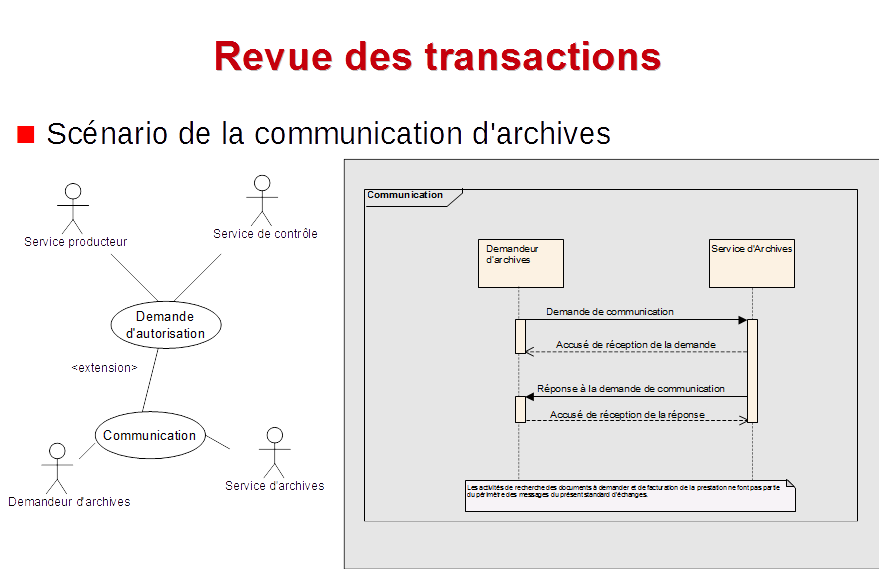 Revue des transactions
Scénario de la communication d'archives
Service producteur
Service de contrôle
Demande
d'autorisation
<extension>
Communication
Demandeur d'archives
Service d'archives
Communication
Demandeur
d'archives
Service d'Archives
Demande de communication
Accusé de réception de la demande
Réponse à la demande de communication
Accusé de réception de la réponse
Les activités de recherche des documents à demander et de facturation de la prestation ne font pas partie
du périmètre des messages du présent standard d'échanges.